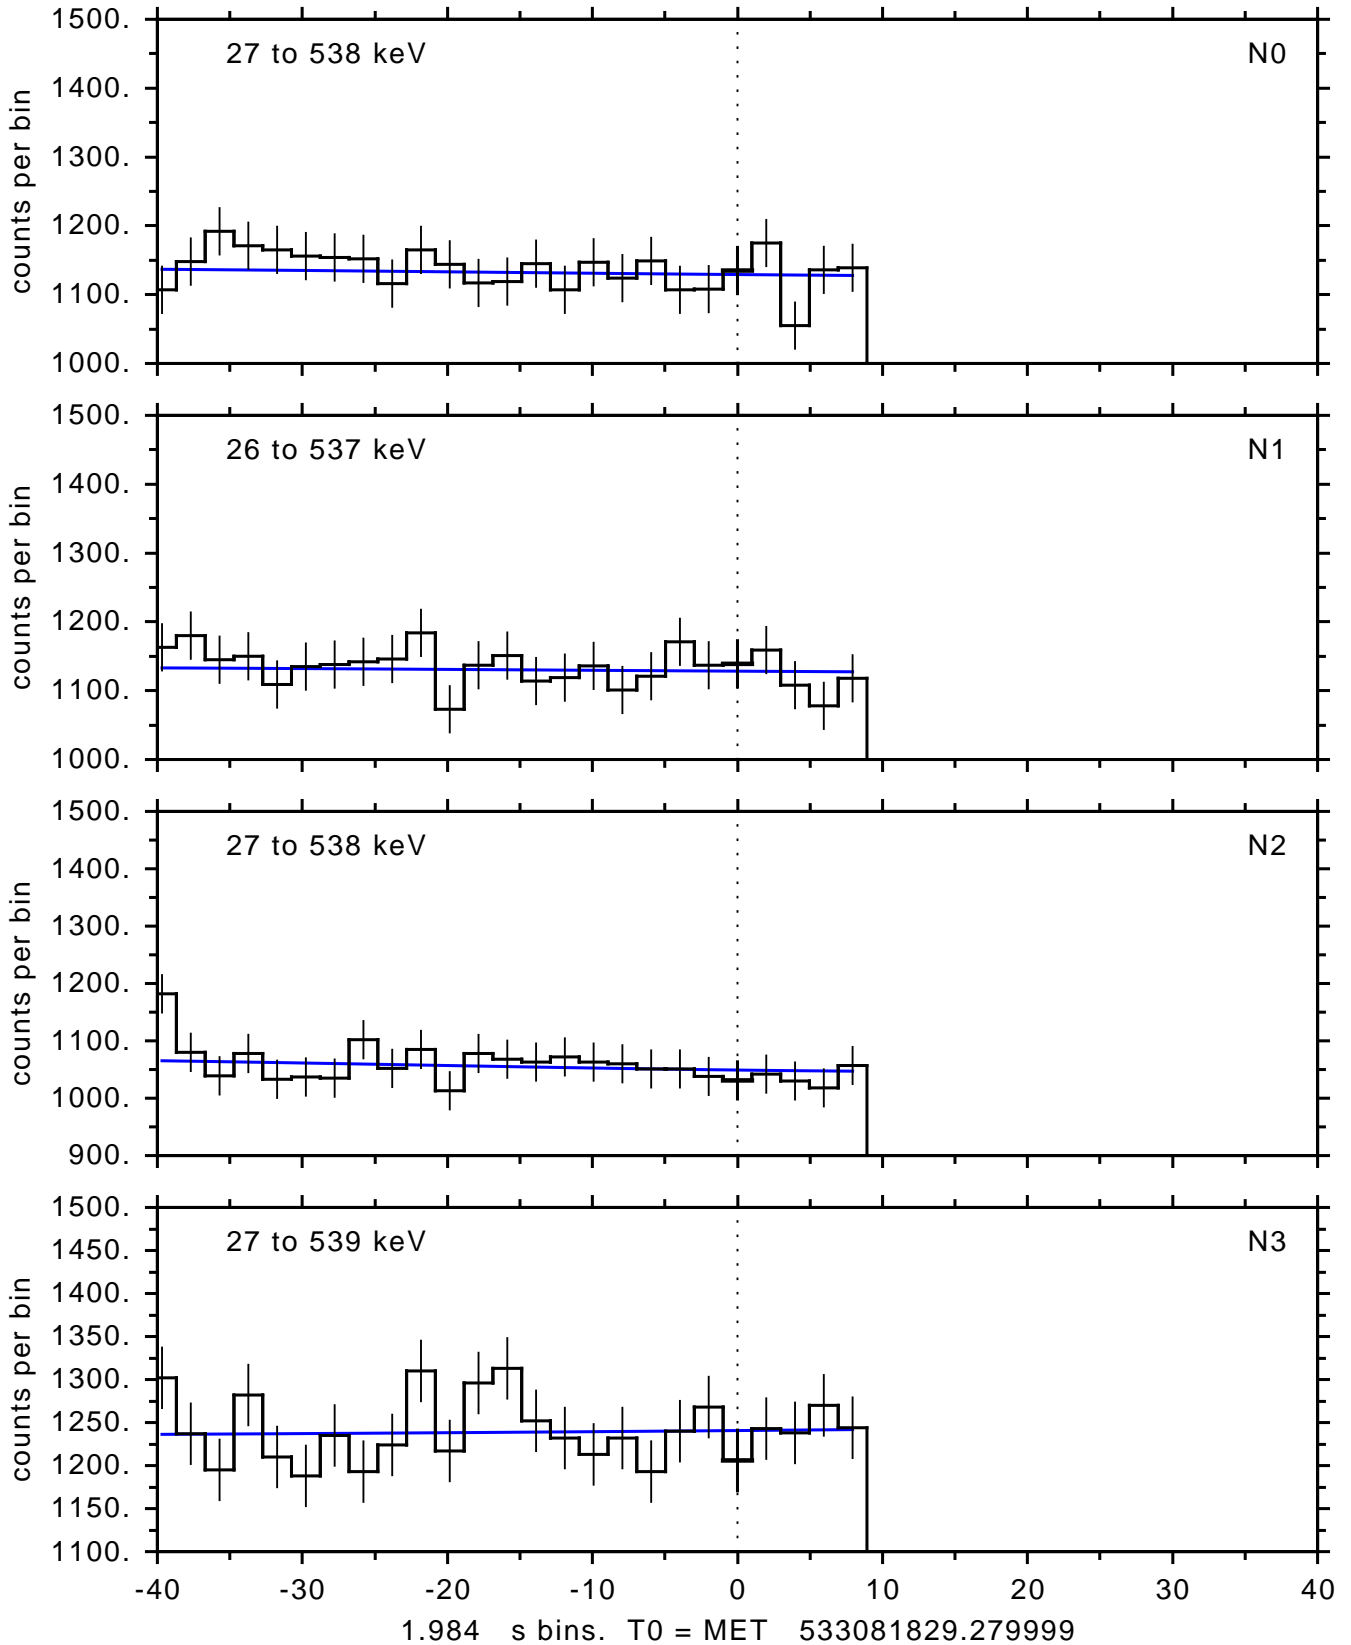 1500.
27 to 538 keV N0
1400.
1300.
1200.
1100.
1000.
counts per bin
1500.
26 to 537 keV N1
1400.
1300.
1200.
1100.
1000.
counts per bin
1500.
27 to 538 keV N2
1400.
1300.
1200.
1100.
1000.
900.
counts per bin
1500.
27 to 539 keV N3
1450.
1400.
1350.
1300.
1250.
1200.
1150.
1100.
counts per bin
-40 -30 -20 -10 0 10 20 30 40
1.984 s bins. T0 = MET 533081829.279999